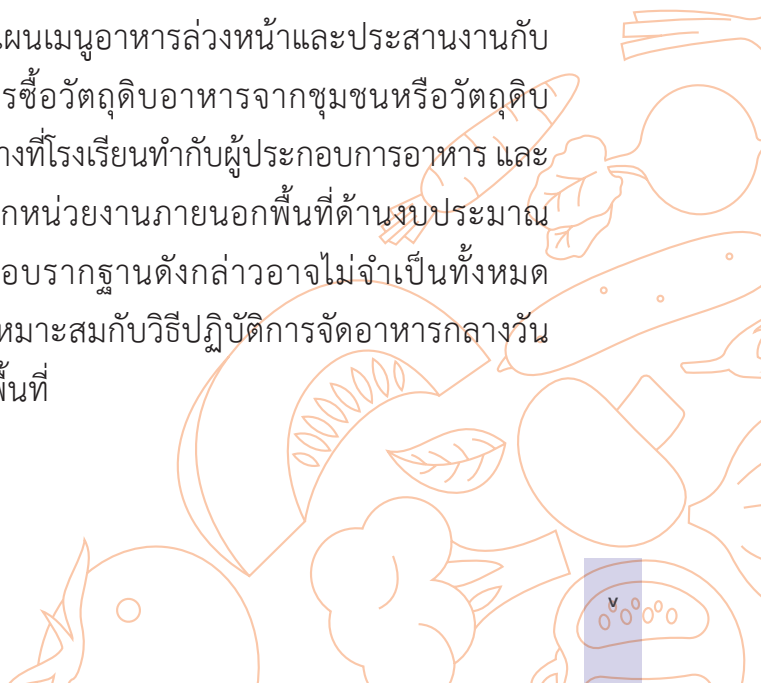 แผนเมนูอาหารล่วงหน้าและประสานงานกับ
รซื้อวัตถุดิบอาหารจากชุมชนหรือวัตถุดิบ
างที่โรงเรียนทำกับผู้ประกอบการอาหาร และ
กหน่วยงานภายนอกพื้นที่ด้านงบประมาณ
อบรากฐานดังกล่าวอาจไม่จำเป็นทั้งหมด
หมาะสมกับวิธีปฏิบัติการจัดอาหารกลางวัน
พื้นที่
v